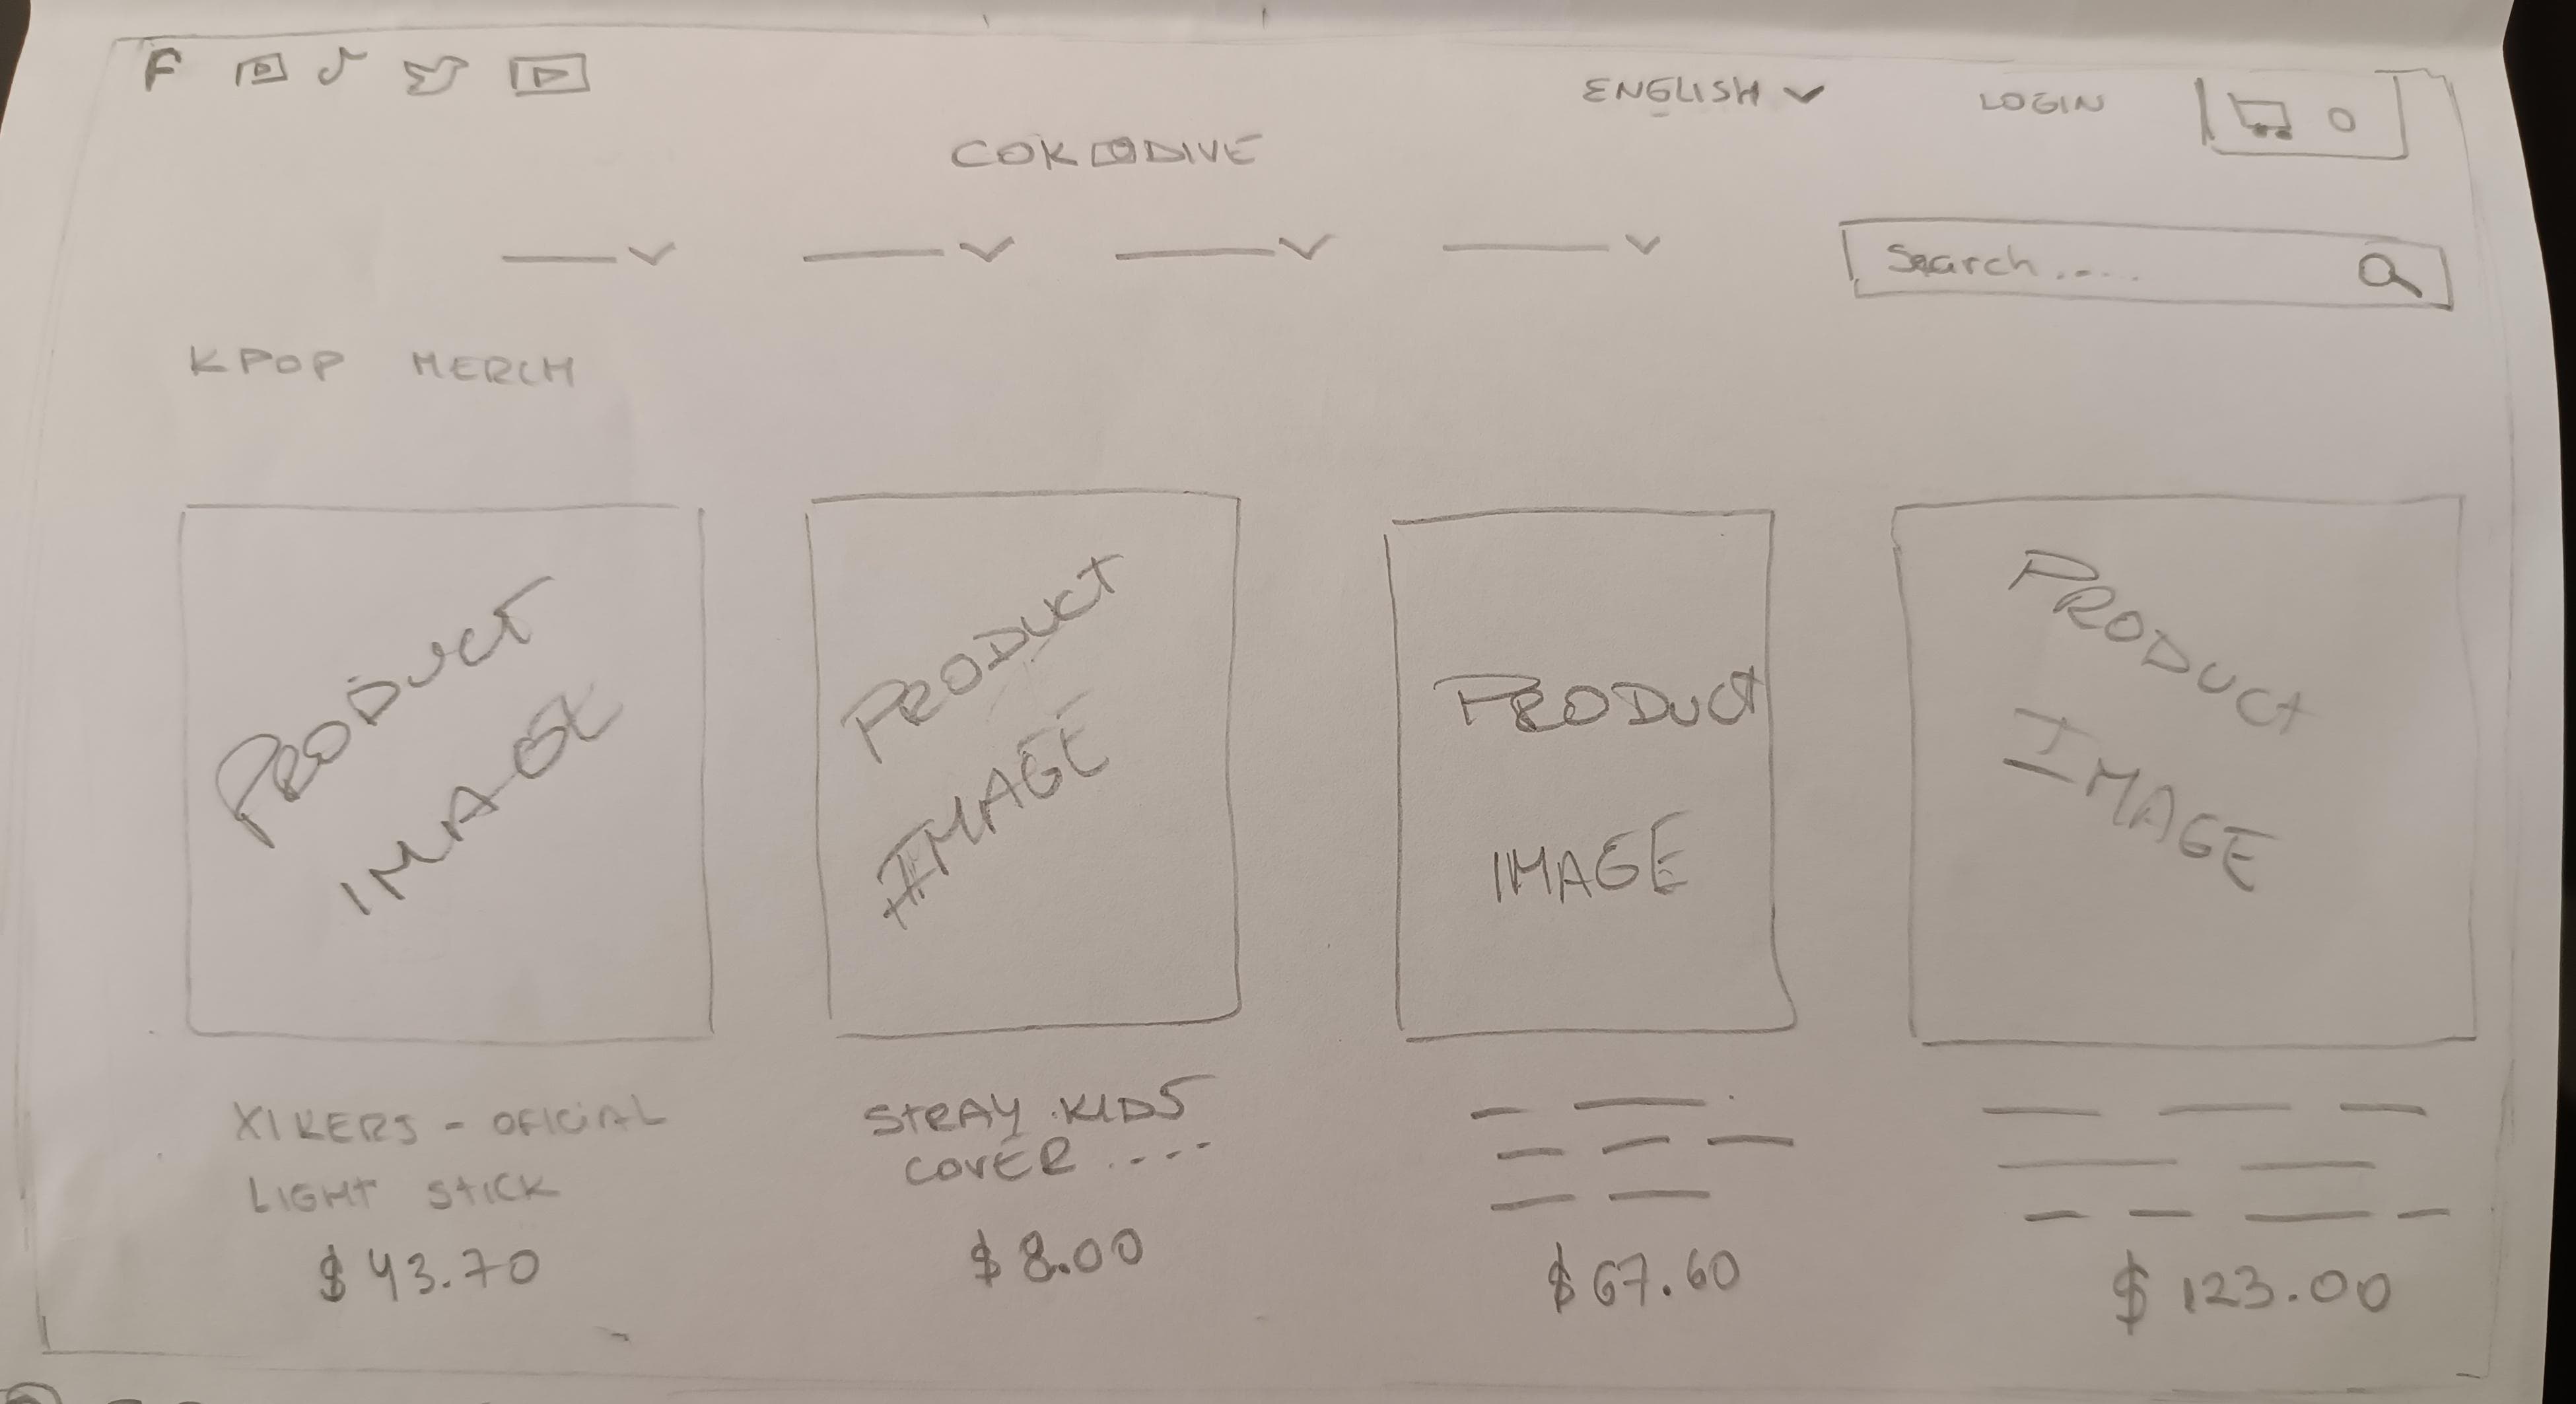 F
ENGLISH
LOGIN
0
COKODIVE
Search.....
KPOP MERCH
PRODUCT
IMAGE
PRODUCT
IMAGE
PRODUCT
IMAGE
PRODUCT
IMAGE
XIKERS - OFICIAL
LIGHT STICK
$43.70
STRAY KIDS
COVER ....
$8.00
$67.60
$123.00